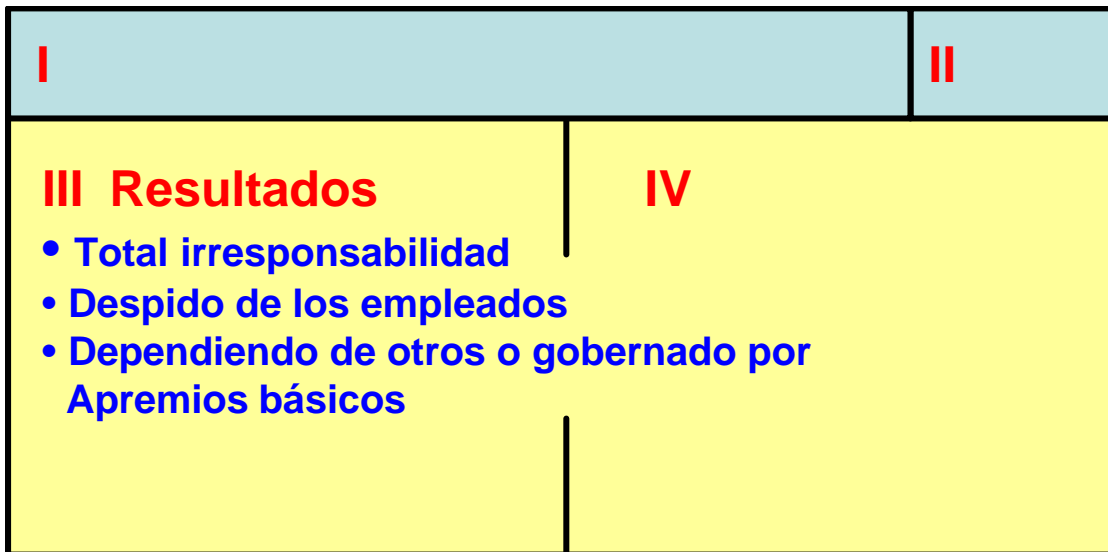 I
II
III Resultados
IV
• Total irresponsabilidad
• Despido de los empleados
• Dependiendo de otros o gobernado por
Apremios básicos